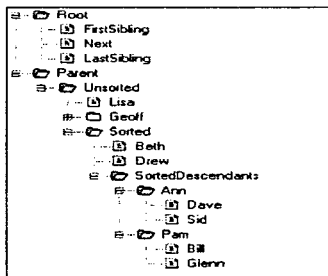 Root
FirstSibling
Next
LastSibling
Parent
Unsorted
Lisa
Geoff
Sorted
Beth
Drew
SortedDescendants
Ann
Dave
Sid
Pam
Bill
Glenn